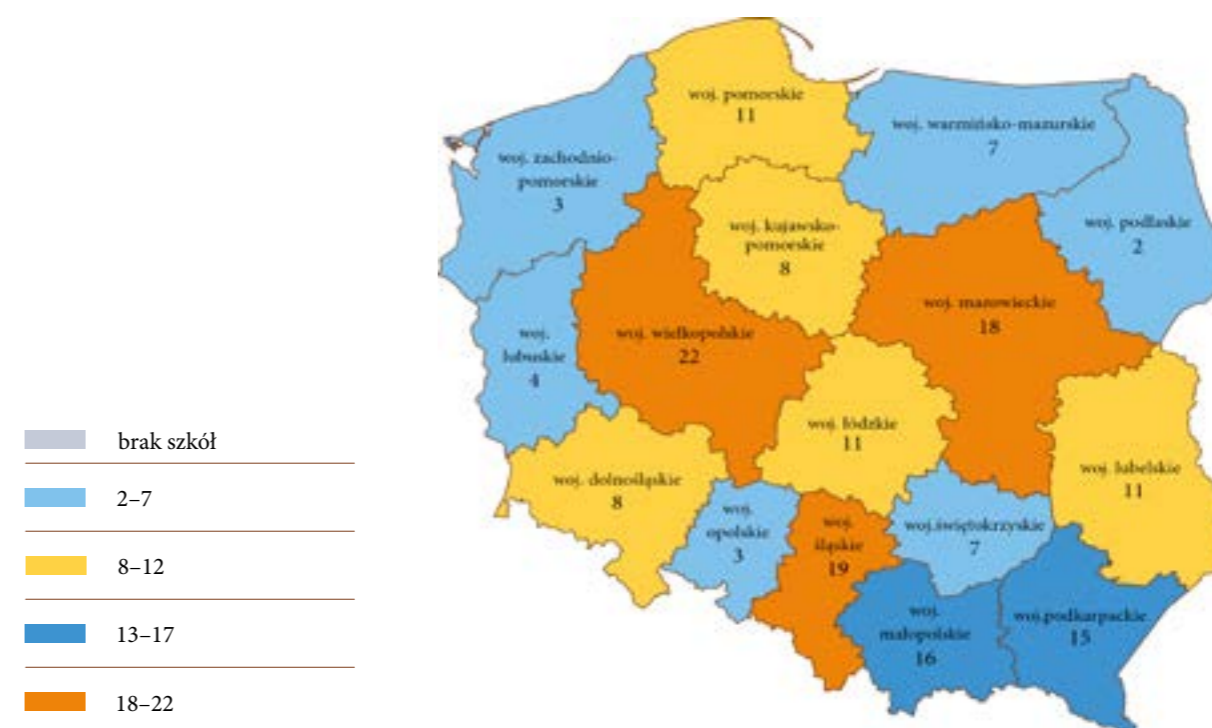 woj. pomorskie
11
woj. warmińsko-mazurskie
7
woj. zachodnio-
pomorskie
3
woj. podlaskie
2
woj. kujawsko-
pomorskie
8
woj. mazowieckie
18
woj. wielkopolskie
22
woj.
lubuskie
4
woj. łódzkie
11
woj. lubelskie
11
woj. dolnośląskie
8
woj.
opolskie
3
woj.
śląskie
19
woj.świętokrzyskie
7
woj.
małopolskie
16
woj.podkarpackie
15
brak szkół
2–7
8–12
13–17
18–22